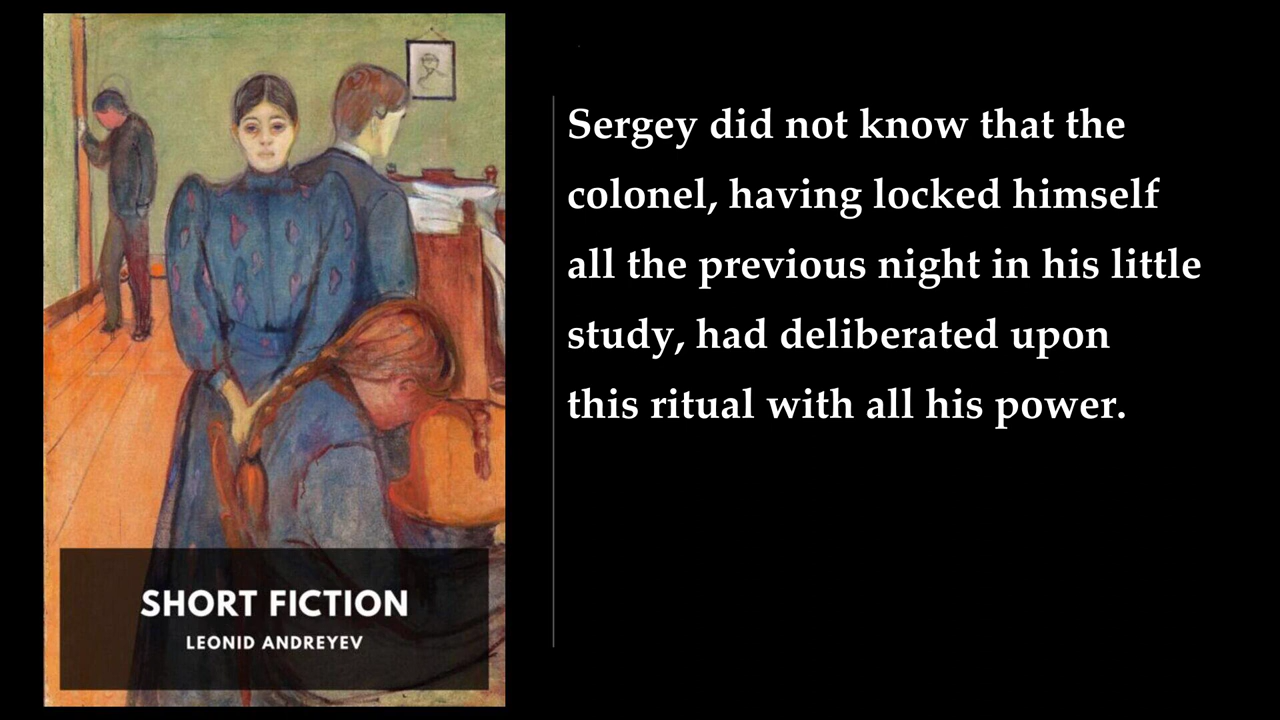 SHORT FICTION
LEONID ANDREYEV
Sergey did not know that the
colonel, having locked himself
all the previous night in his little
study, had deliberated upon
this ritual with all his power.